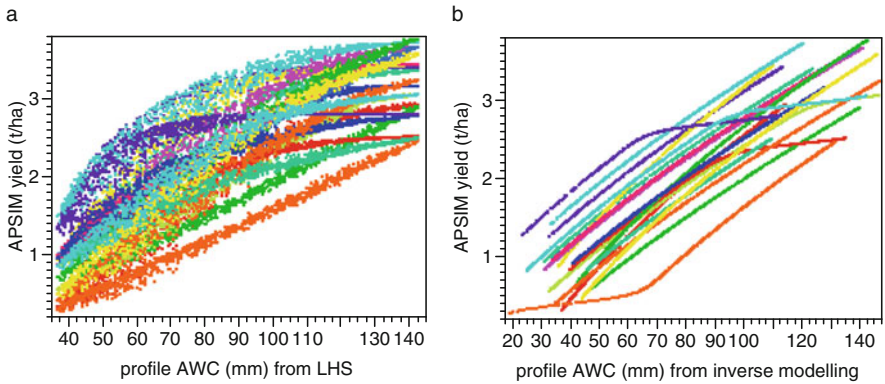 a
b
APSIM yield (t/ha)
3
2
1
40 50 60 70 80 90 100 110 130 140
profile AWC (mm) from LHS
APSIM yield (t/ha)
3
2
1
20 30 40 50 60 70 80 90 100 120 140
profile AWC (mm) from inverse modelling